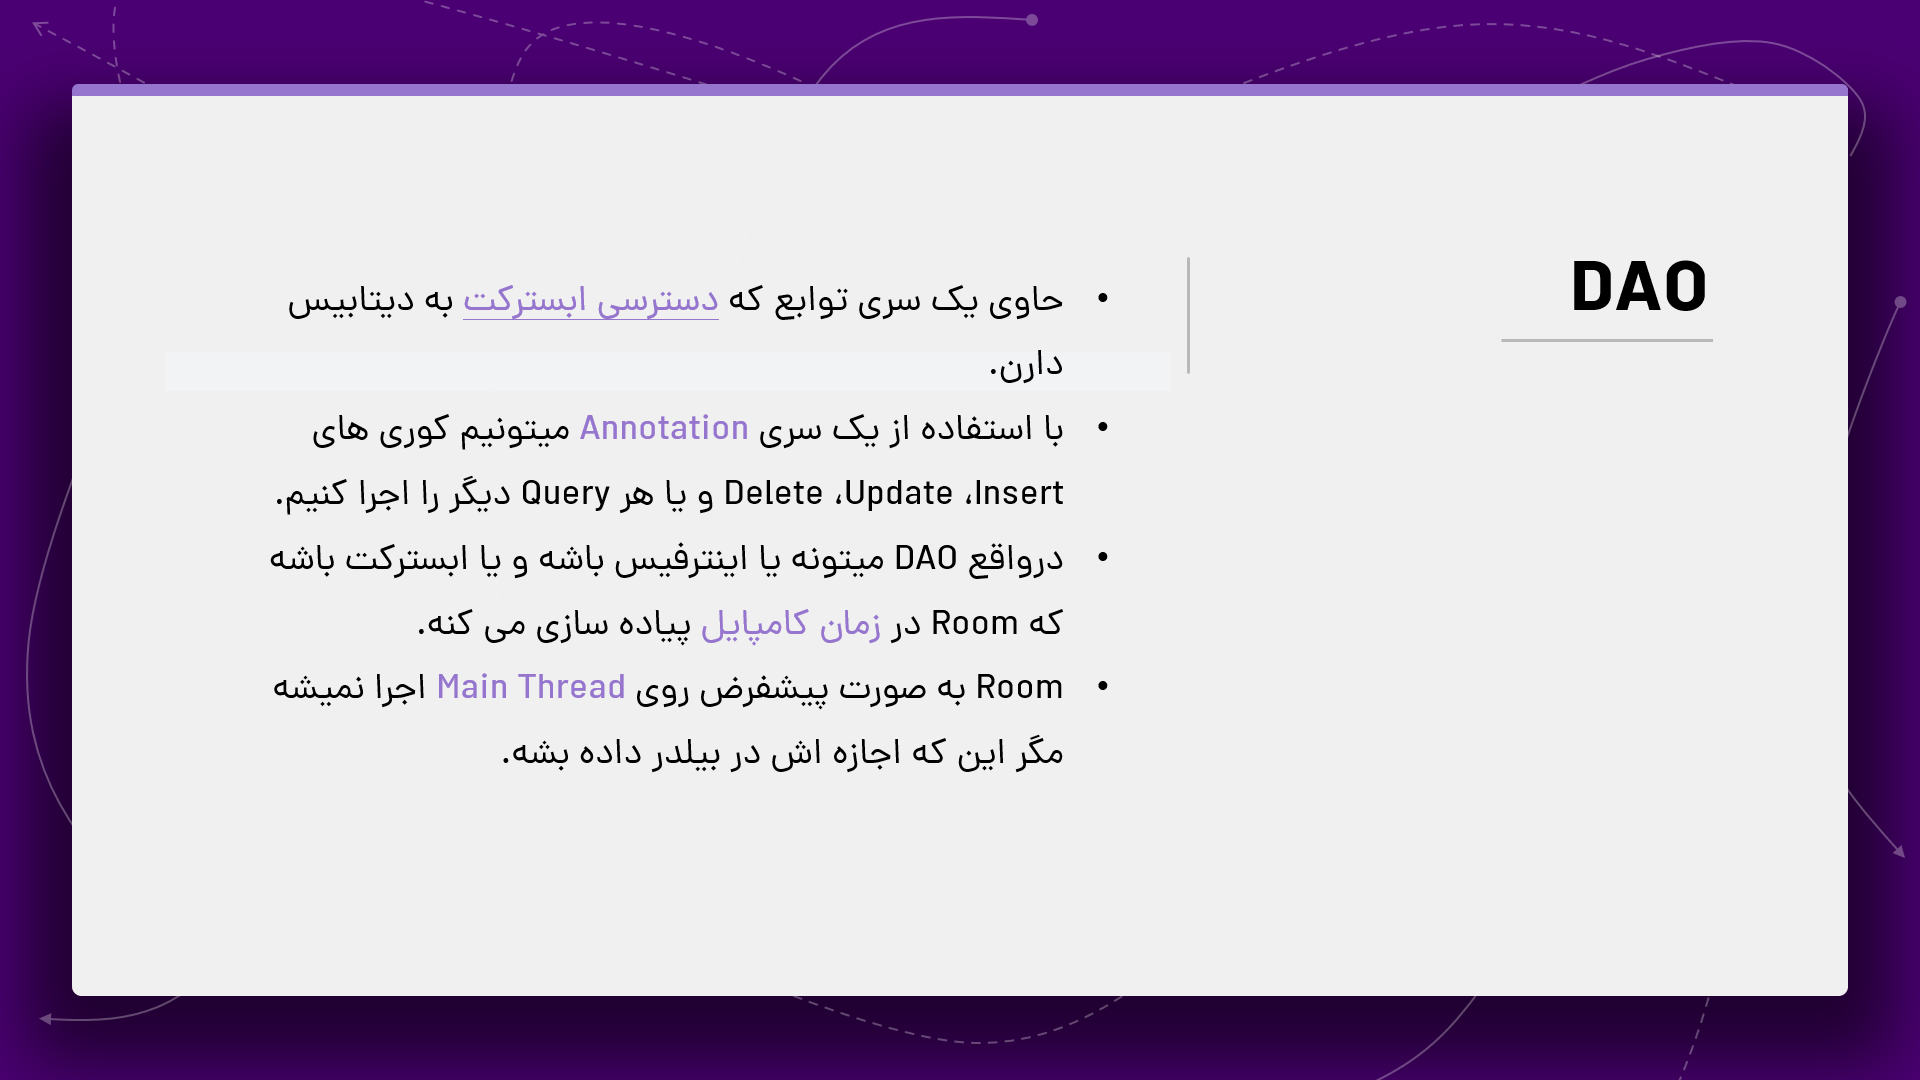 DAO
• حاوی یک سری توابع که دسترسی ابسترکت به دیتابیس
دارن.
• با استفاده از یک سری Annotation میتونیم کوری های
Insert، Update، Delete و یا هر Query دیگر را اجرا کنیم.
• درواقع DAO میتونه یا اینترفیس باشه و یا ابسترکت باشه
که Room در زمان کامپایل پیاده سازی می کنه.
• Room به صورت پیشفرض روی Main Thread اجرا نمیشه
مگر این که اجازه اش در بیلدر داده بشه.